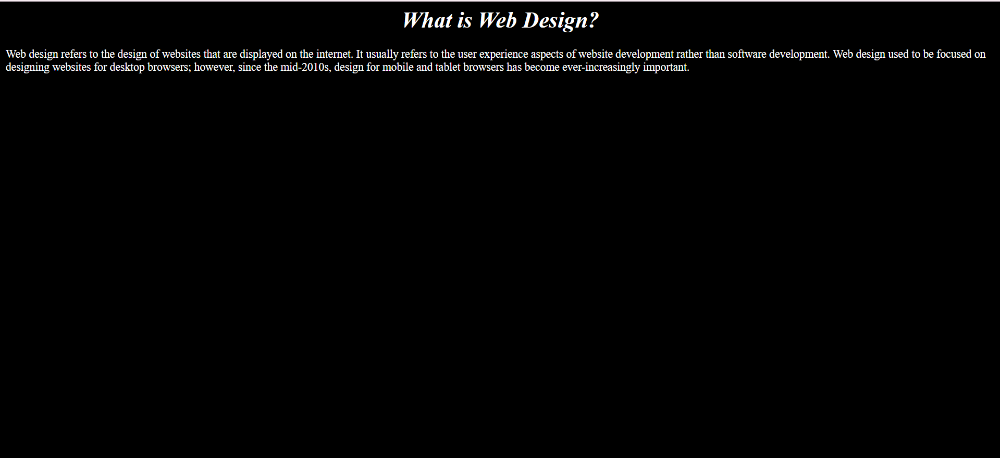 What is Web Design?
Web design refers to the design of websites that are displayed on the internet. It usually refers to the user experience aspects of website development rather than software development. Web design used to be focused on
designing websites for desktop browsers; however, since the mid-2010s, design for mobile and tablet browsers has become ever-increasingly important.